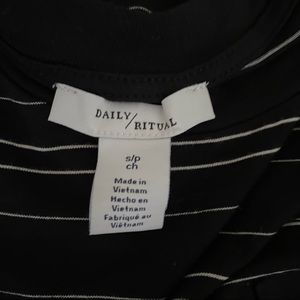 DAILY/
RITUAL
s/p
ch
Made in
Vietnam
Hecho en
Vietnam
Fabriqué au
Vietnam